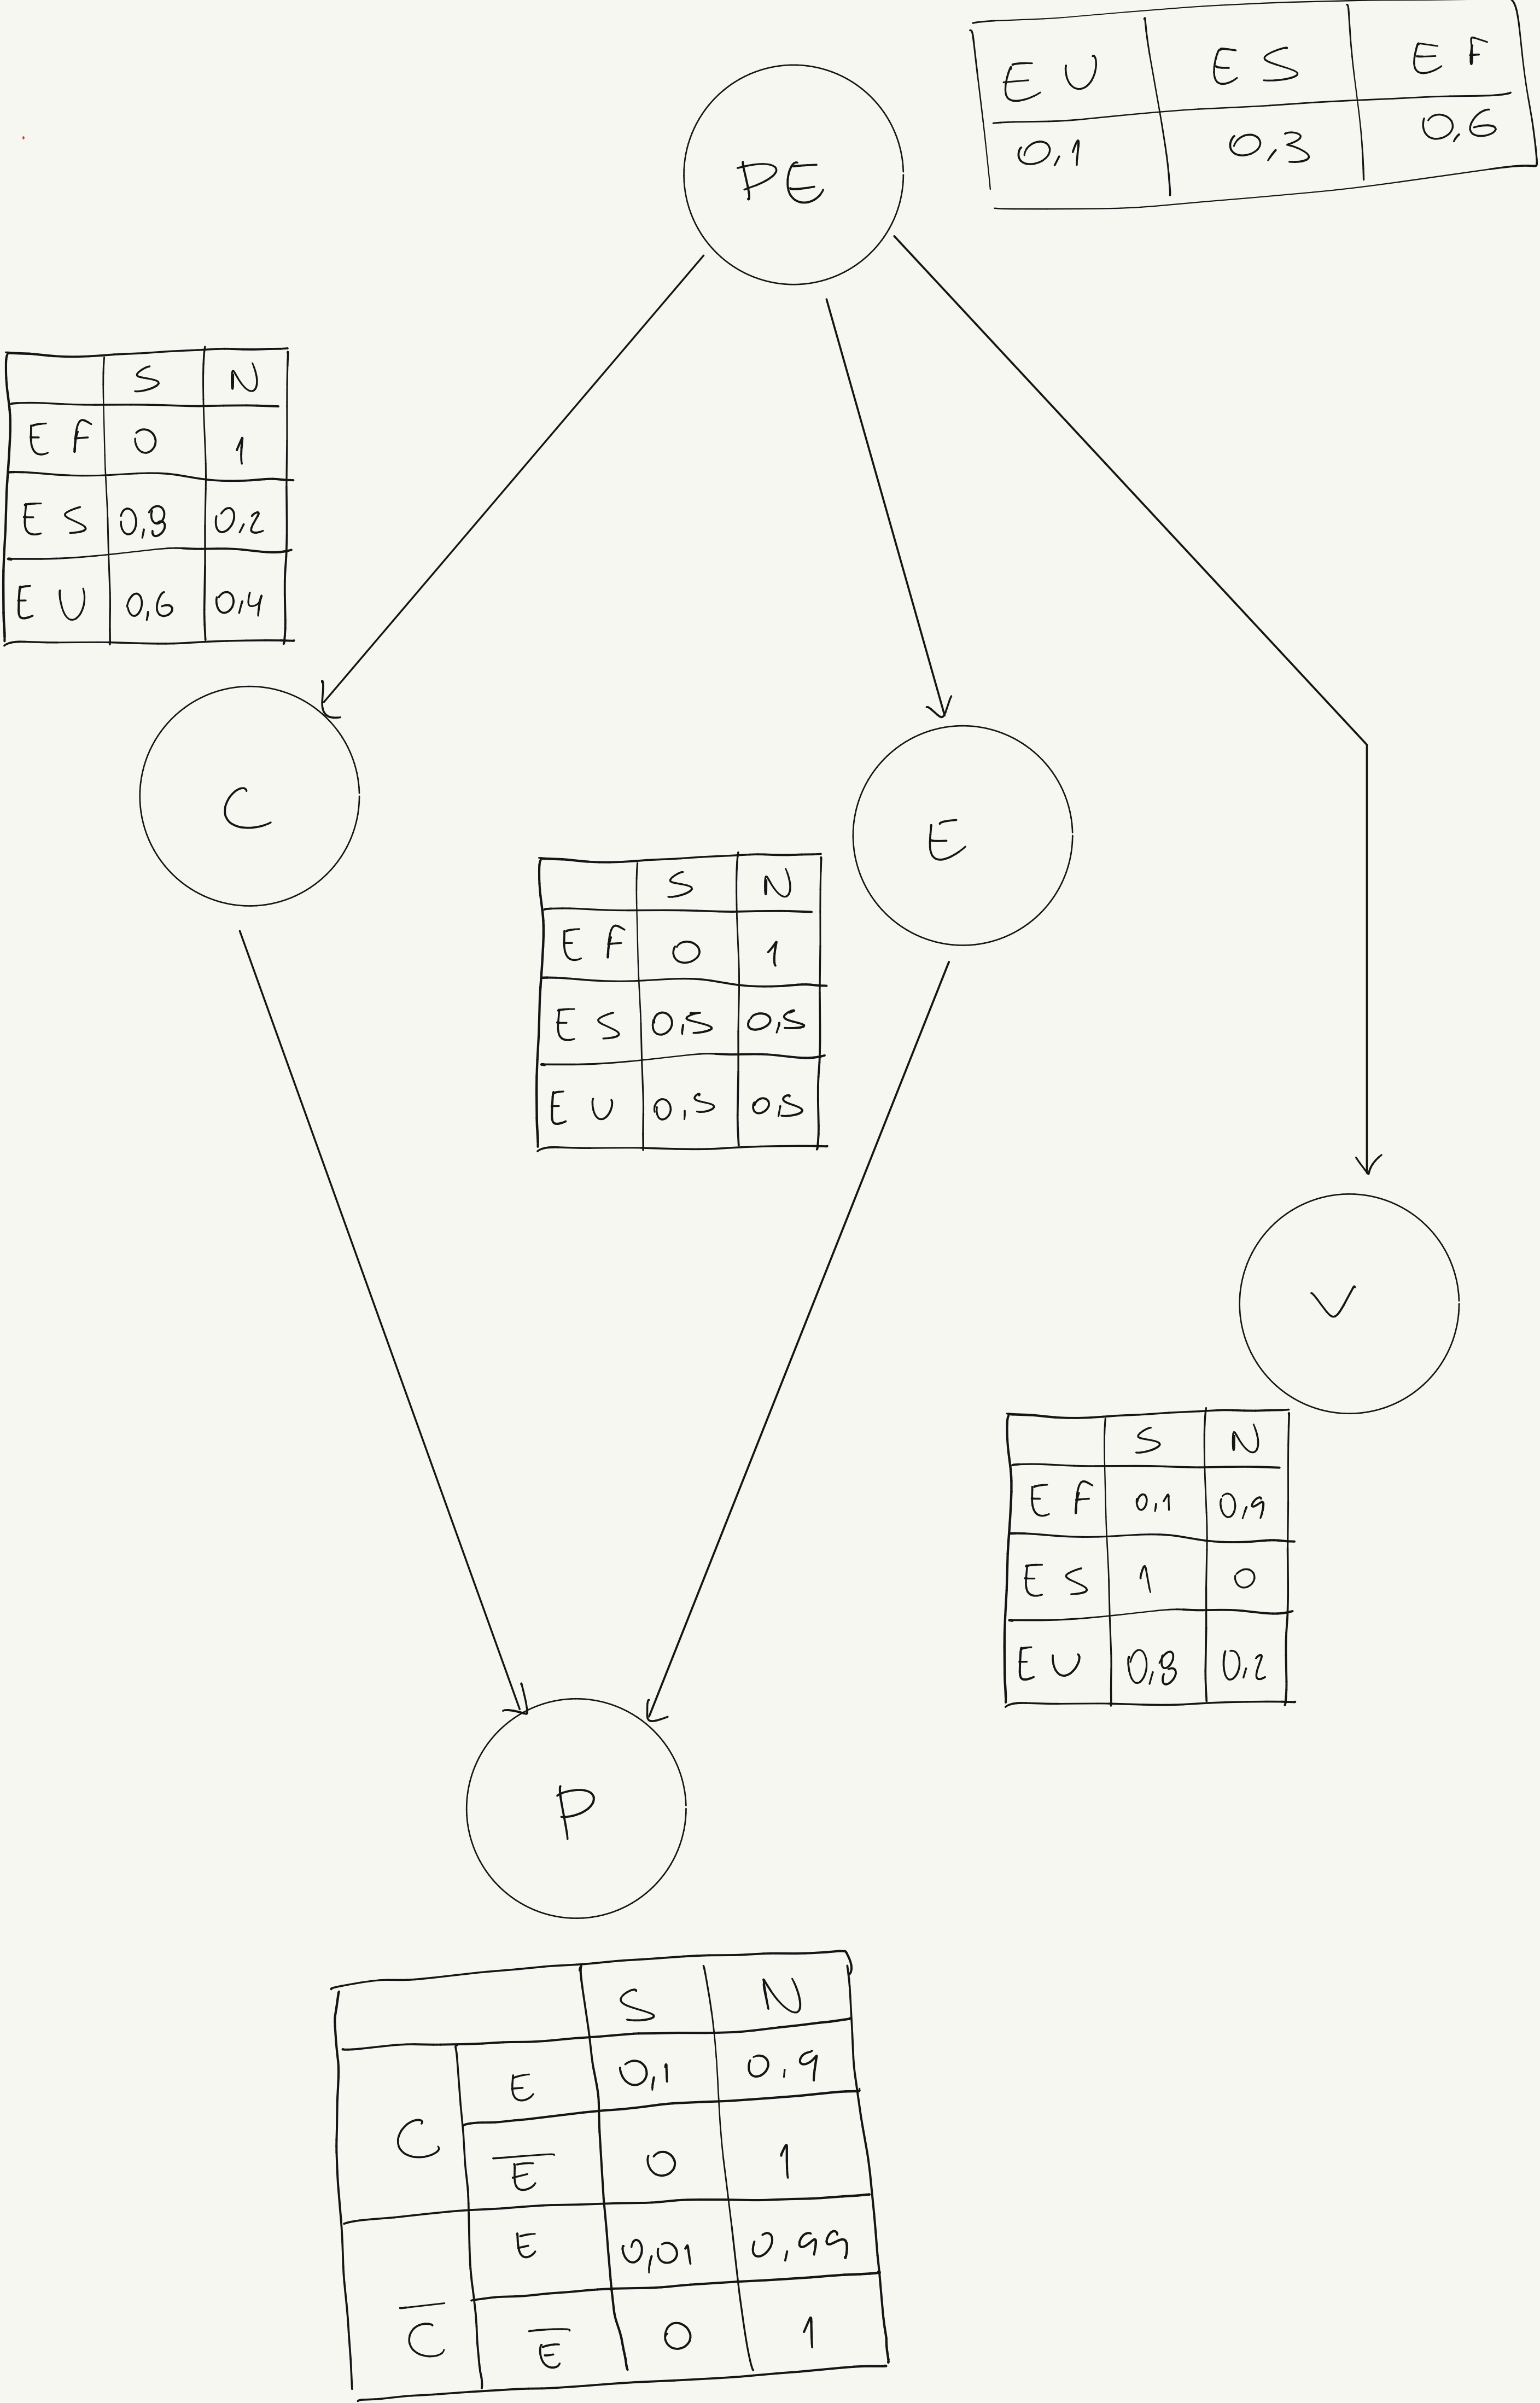 EU ES EF
0,1 0,3 0,6
PE
S N
EF 0 1
ES 0,8 0,2
EU 0,6 0,4
C
E
S N
EF 0 1
ES 0,5 0,5
EU 0,5 0,5
V
S N
EF 0,1 0,9
ES 1 0
EU 0,8 0,2
P
S N
C E 0,1 0,9
E̅ 0 1
C̅ E 0,01 0,99
E̅ 0 1